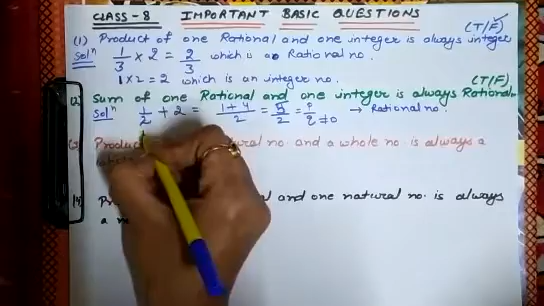 CLASS-8 IMPORTANT BASIC QUESTIONS
(T/F)
(1) Product of one Rational and one integer is always integer
Solⁿ 1/3 × 2 = 2/3 which is a Rational no.
1 × 2 = 2 which is an integer no.
(T/F)
(2) Sum of one Rational and one integer is always Rational
Solⁿ 1/2 + 2 = 1+4/2 = 5/2 = p/q q≠0 → Rational no.
(3) Produc no. and a whole no. is always a
(4) and one natural no. is always
a